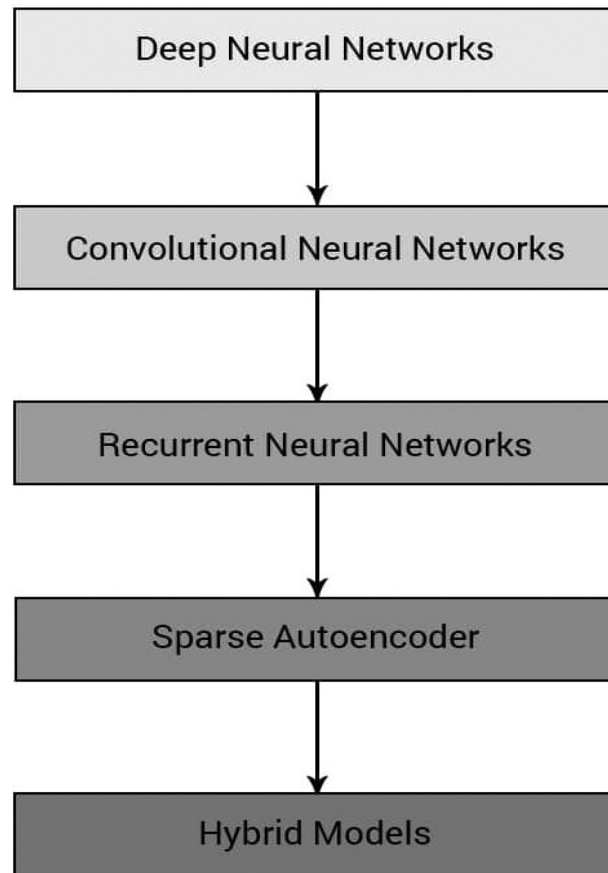 Deep Neural Networks
Convolutional Neural Networks
Recurrent Neural Networks
Sparse Autoencoder
Hybrid Models